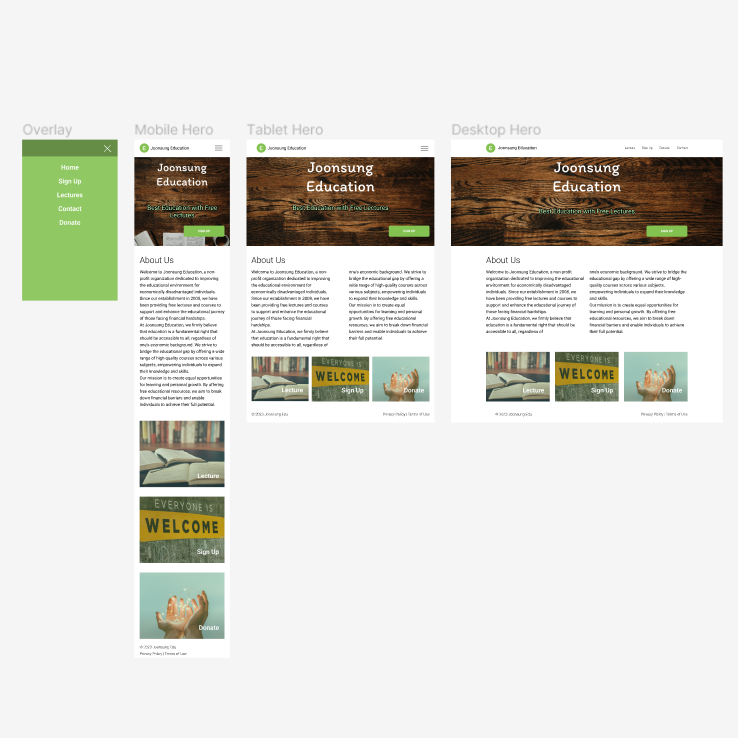 Overlay
Home
Sign Up
Lectures
Contact
Donate
Mobile Hero
E
Joonsung Education
Joonsung
Education
Best Education with Free
Lectures
SIGN UP
About Us
Welcome to Joonsung Education, a non
profit organization dedicated to improving
the educational environment for
economically disadvantaged individuals.
Since our establishment in 2008, we have
been providing free lectures and courses to
support and enhance the educational journey
of those facing financial hardships.
At Joonsung Education, we firmly believe
that education is a fundamental right that
should be accessible to all, regardless of
one's economic background. We strive to
bridge the educational gap by offering a wide
range of high-quality courses across various
subjects, empowering individuals to expand
their knowledge and skills.
Our mission is to create equal opportunities
for learning and personal growth. By offering
free educational resources, we aim to break
down financial barriers and enable
individuals to achieve their full potential.
Lecture
EVERYONE IS
WELCOME
Sign Up
Donate
© 2023 Joonsung Edu
Privacy Policy | Terms of Use
Tablet Hero
E
Joonsung Education
Joonsung
Education
Best Education with Free Lectures
SIGN UP
About Us
Welcome to Joonsung Education, a non
profit organization dedicated to improving
the educational environment for
economically disadvantaged individuals.
Since our establishment in 2008, we have
been providing free lectures and courses
to support and enhance the educational
journey of those facing financial
hardships.
At Joonsung Education, we firmly believe
that education is a fundamental right that
should be accessible to all, regardless of
one's economic background. We strive to
bridge the educational gap by offering a
wide range of high-quality courses across
various subjects, empowering individuals
to expand their knowledge and skills.
Our mission is to create equal
opportunities for learning and personal
growth. By offering free educational
resources, we aim to break down financial
barriers and enable individuals to achieve
their full potential.
Lecture
EVERYONE IS
WELCOME
Sign Up
Donate
© 2023 Joonsung Edu
Privacy Policy | Terms of Use
Desktop Hero
E
Joonsung Education
Lecture
Sign Up
Donate
Contact
Joonsung
Education
Best Education with Free Lectures
SIGN UP
About Us
Welcome to Joonsung Education, a non profit
organization dedicated to improving the educational
environment for economically disadvantaged
individuals. Since our establishment in 2008, we
have been providing free lectures and courses to
support and enhance the educational journey of
those facing financial hardships.
At Joonsung Education, we firmly believe that
education is a fundamental right that should be
accessible to all, regardless of
one's economic background. We strive to bridge the
educational gap by offering a wide range of high-
quality courses across various subjects,
empowering individuals to expand their knowledge
and skills.
Our mission is to create equal opportunities for
learning and personal growth. By offering free
educational resources, we aim to break down
financial barriers and enable individuals to achieve
their full potential.
Lecture
EVERYONE IS
WELCOME
Sign Up
Donate
© 2023 Joonsung Edu
Privacy Policy | Terms of Use